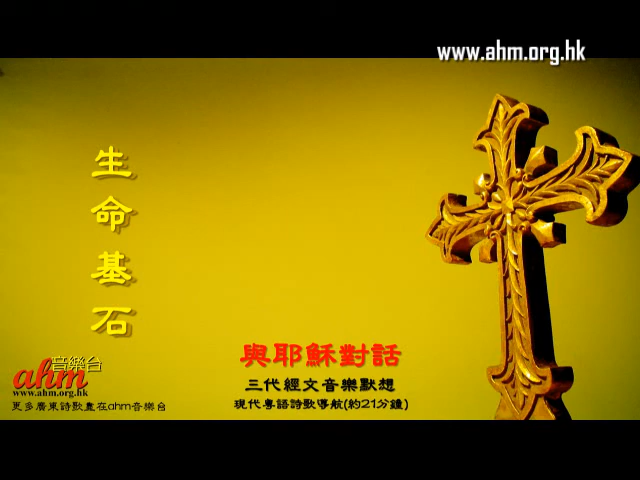 www.ahm.org.hk
生命基石
與耶穌對話
三代經文音樂默想
現代粵語詩歌導航(約21分鐘)
音樂台
ahm
www.ahm.org.hk
更多廣東詩歌盡在ahm音樂台